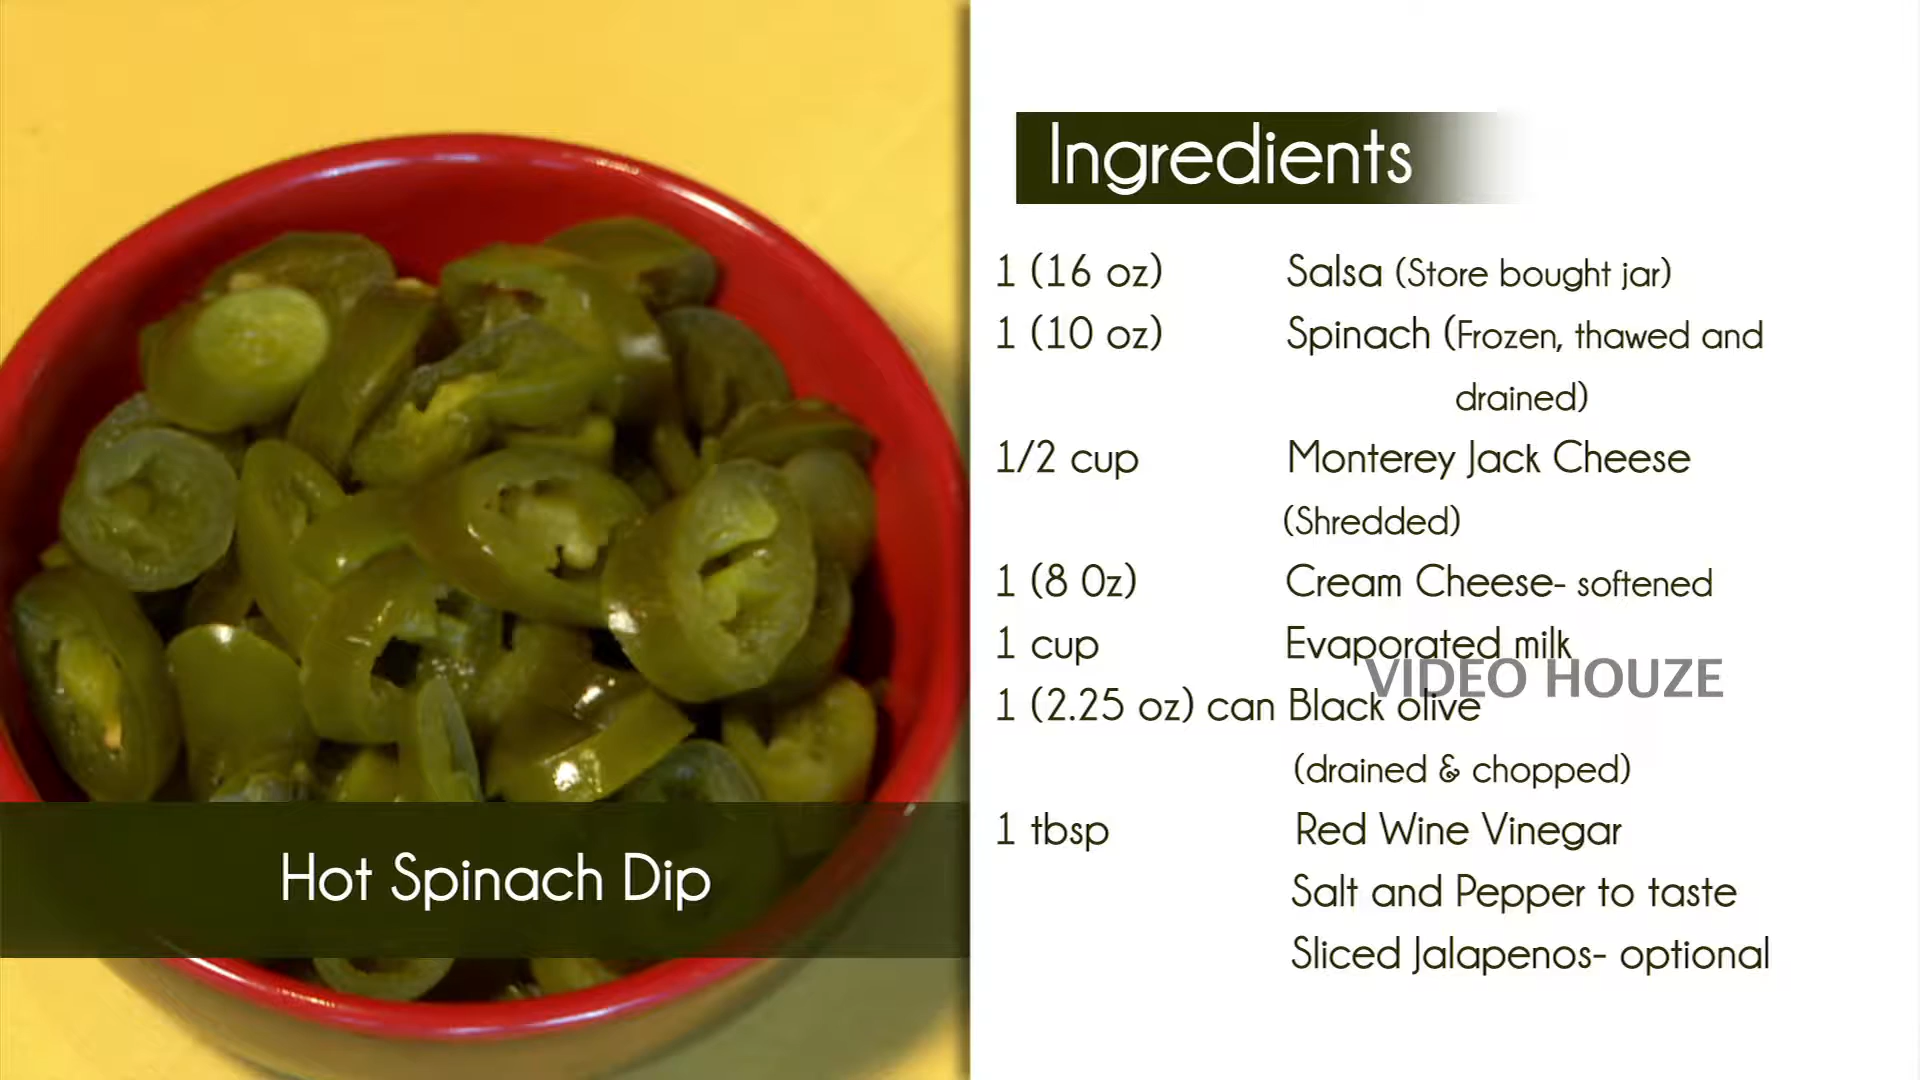 Ingredients
1 (16 oz) Salsa (Store bought jar)
1 (10 oz) Spinach (Frozen, thawed and
drained)
1/2 cup Monterey Jack Cheese
(Shredded)
1 (8 Oz) Cream Cheese- softened
1 cup Evaporated milk
VIDEO HOUZE
1 (2.25 oz) can Black olive
(drained & chopped)
1 tbsp Red Wine Vinegar
Salt and Pepper to taste
Sliced Jalapenos- optional
Hot Spinach Dip